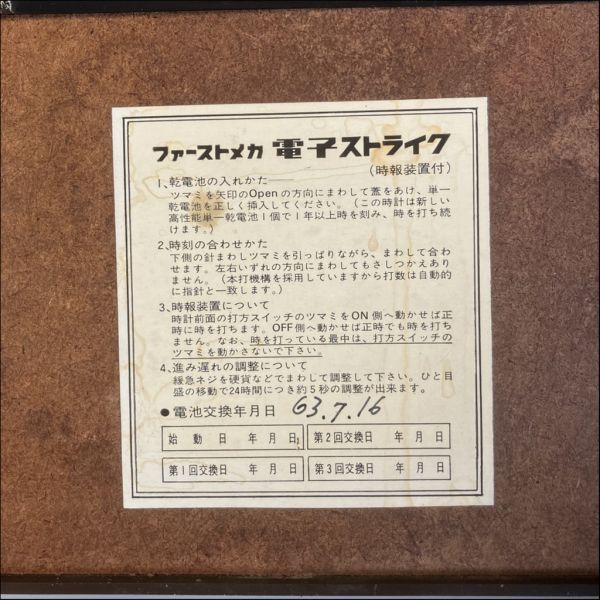 ファーストメカ 電子ストライク
(時報装置付)
1、乾電池の入れかた
ツマミを矢印のOpenの方向にまわして蓋をあけ、単一
乾電池を正しく挿入してください。(この時計は新しい
高性能単一乾電池1個で1年以上時を刻み、時を打ち続
けます。)
2、時刻の合わせかた
下側の針まわしツマミを引っぱりながら、まわして合わ
せます。左右いずれの方向にまわしてもさしつかえあり
ません。(本打機構を採用していますから打数は自動的
に指針と一致します。)
3、時報装置について
時計前面の打方スイッチのツマミをON側へ動かせば正
時に時を打ちます。OFF側へ動かせば正時でも時を打ち
ません。なお、時を打っている最中は、打方スイッチの
ツマミを動かさないで下さい。
4、進み遅れの調整について
緩急ネジを硬貨などでまわして調整して下さい。ひと目
盛の移動で24時間につき約5秒の調整が出来ます。
●電池交換年月日 63.7.16
始動日 年 月 日 第2回交換日 年 月 日
第1回交換日 年 月 日 第3回交換日 年 月 日